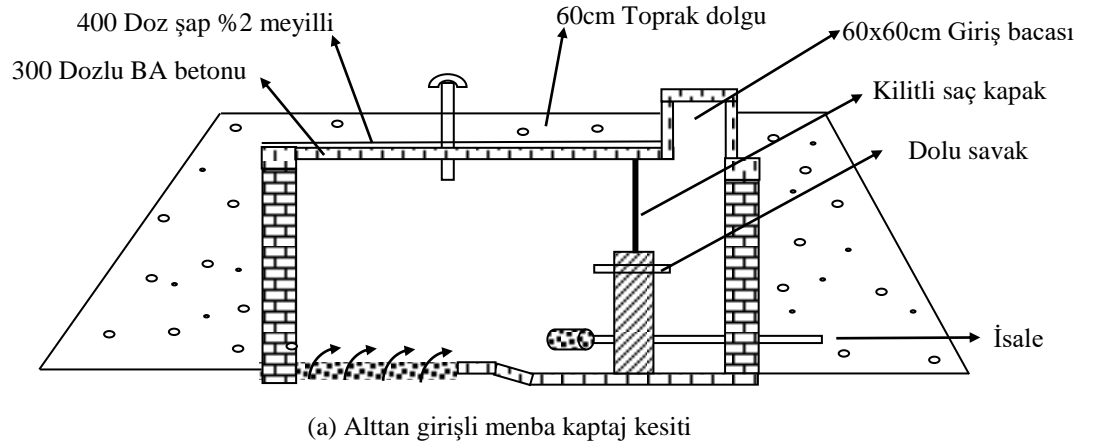 400 Doz şap %2 meyilli
60cm Toprak dolgu
60x60cm Giriş bacası
300 Dozlu BA betonu
Kilitli saç kapak
Dolu savak
İsale
(a) Alttan girişli menba kaptaj kesiti